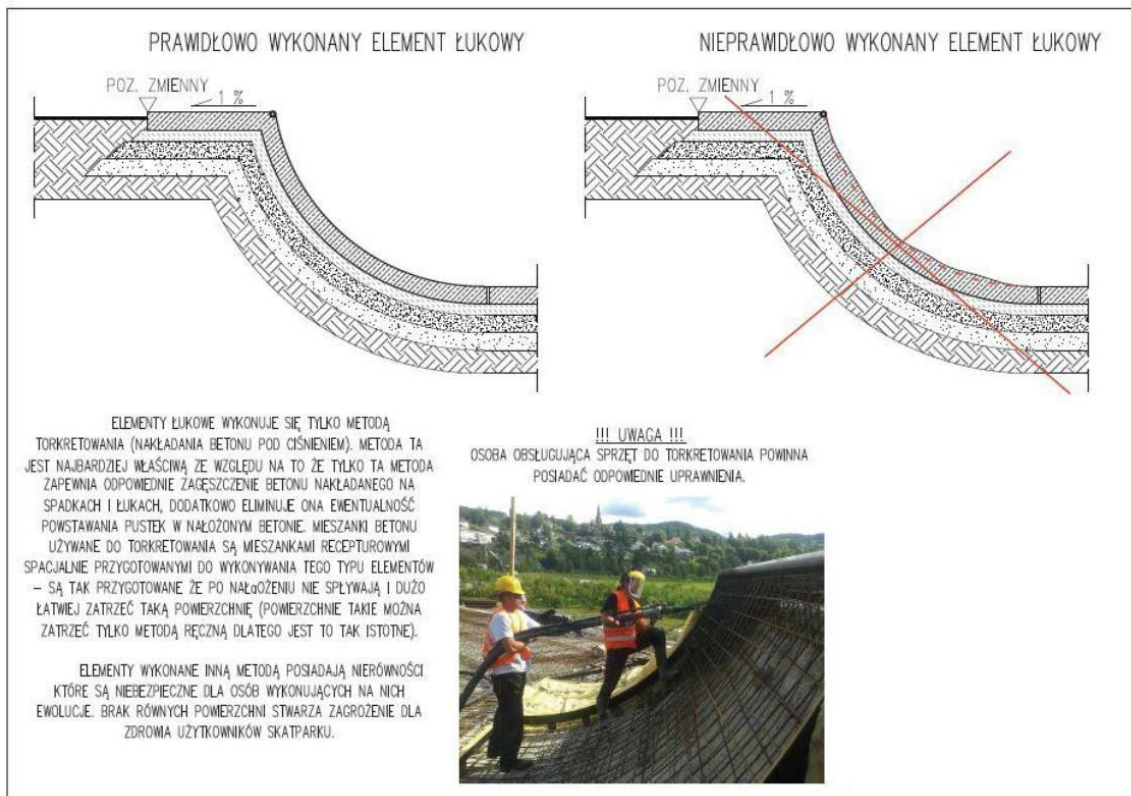 PRAWIDŁOWO WYKONANY ELEMENT ŁUKOWY
POZ. ZMIENNY
1 %
NIEPRAWIDŁOWO WYKONANY ELEMENT ŁUKOWY
POZ. ZMIENNY
1 %
ELEMENTY ŁUKOWE WYKONUJE SIĘ TYLKO METODĄ
TORKRETOWANIA (NAKŁADANIA BETONU POD CIŚNIENIEM). METODA TA
JEST NAJBARDZIEJ WŁAŚCIWĄ ZE WZGLĘDU NA TO ŻE TYLKO TA METODA
ZAPEWNIA ODPOWIEDNIE ZAGĘSZCZENIE BETONU NAKŁADANEGO NA
SPADKACH I ŁUKACH, DODATKOWO ELIMINUJE ONA EWENTUALNOŚĆ
POWSTAWANIA PUSTEK W NAŁOŻONYM BETONIE. MIESZANKI BETONU
UŻYWANE DO TORKRETOWANIA SĄ MIESZANKAMI RECEPTUROWYMI
SPACJALNIE PRZYGOTOWANYMI DO WYKONYWANIA TEGO TYPU ELEMENTÓW
– SĄ TAK PRZYGOTOWANE ŻE PO NAŁqOŻENIU NIE SPŁYWAJĄ I DUŻO
ŁATWIEJ ZATRZEĆ TAKĄ POWIERZCHNIĘ (POWIERZCHNIE TAKIE MOŻNA
ZATRZEĆ TYLKO METODĄ RĘCZNĄ DLATEGO JEST TO TAK ISTOTNE).
ELEMENTY WYKONANE INNĄ METODĄ POSIADAJĄ NIERÓWNOŚCI
KTÓRE SĄ NIEBEZPIECZNE DLA OSÓB WYKONUJĄCYCH NA NICH
EWOLUCJE. BRAK RÓWNYCH POWIERZCHNI STWARZA ZAGROŻENIE DLA
ZDROWIA UŻYTKOWNIKÓW SKATPARKU.
!!! UWAGA !!!
OSOBA OBSŁUGUJĄCA SPRZĘT DO TORKRETOWANIA POWINNA
POSIADAĆ ODPOWIEDNIE UPRAWNIENIA.